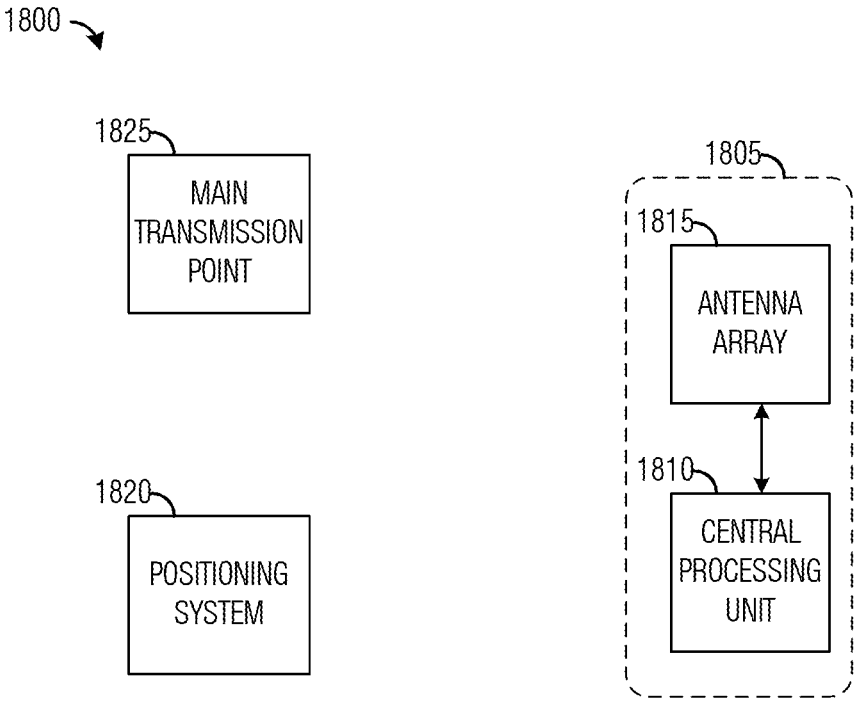 1800
1825
MAIN
TRANSMISSION
POINT
1805
1815
ANTENNA
ARRAY
1820
POSITIONING
SYSTEM
1810
CENTRAL
PROCESSING
UNIT